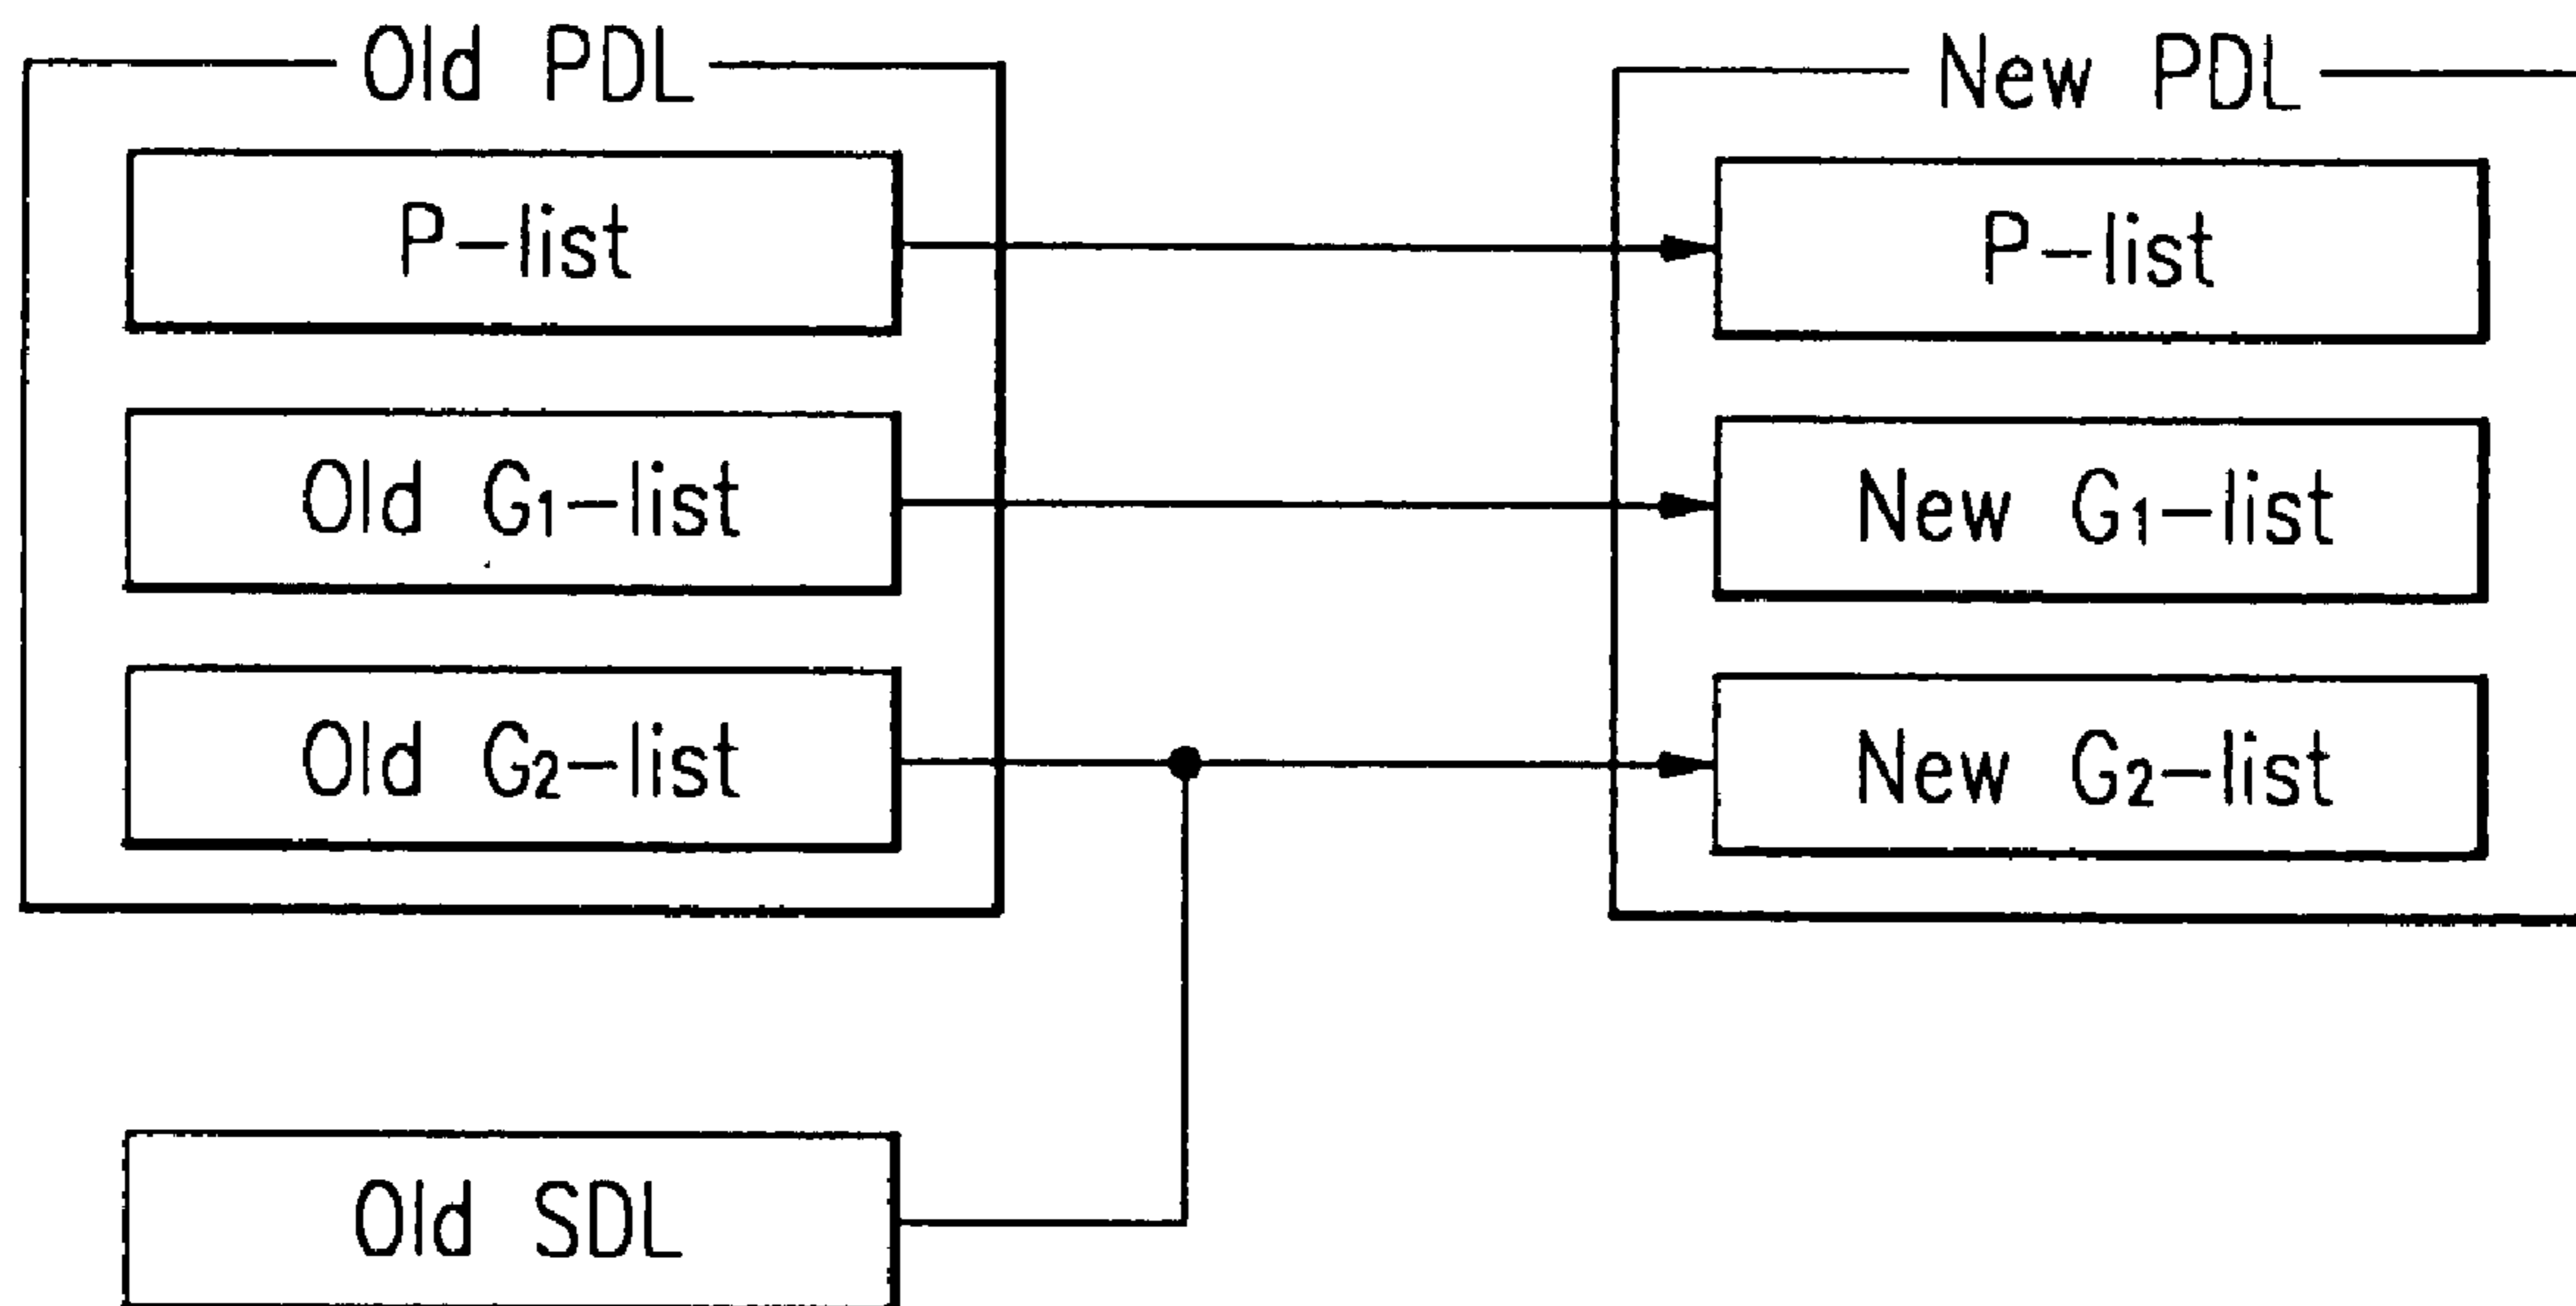 Old PDL
P-list
Old G1-list
Old G2-list
Old SDL
New PDL
P-list
New G1-list
New G2-list